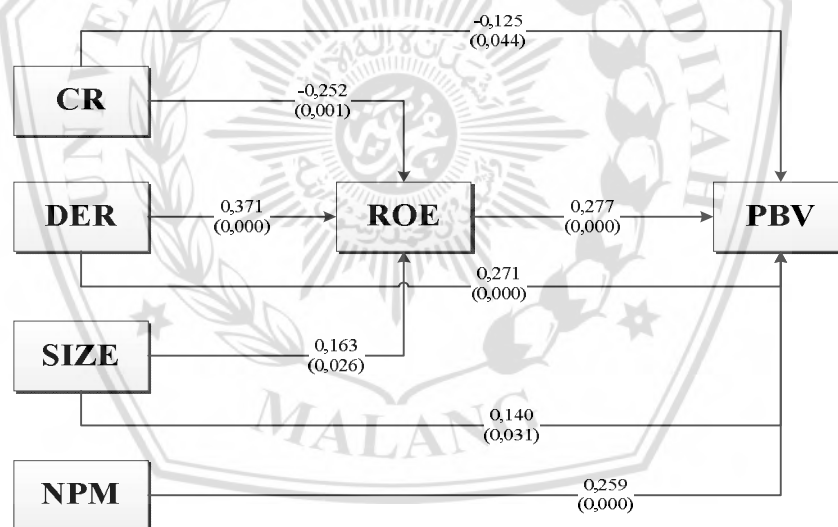 -0,125
(0,044)
CR
-0,252
(0,001)
DER
0,371
(0,000)
ROE
0,277
(0,000)
PBV
0,271
(0,000)
SIZE
0,163
(0,026)
MALANG
0,140
(0,031)
NPM
0,259
(0,000)